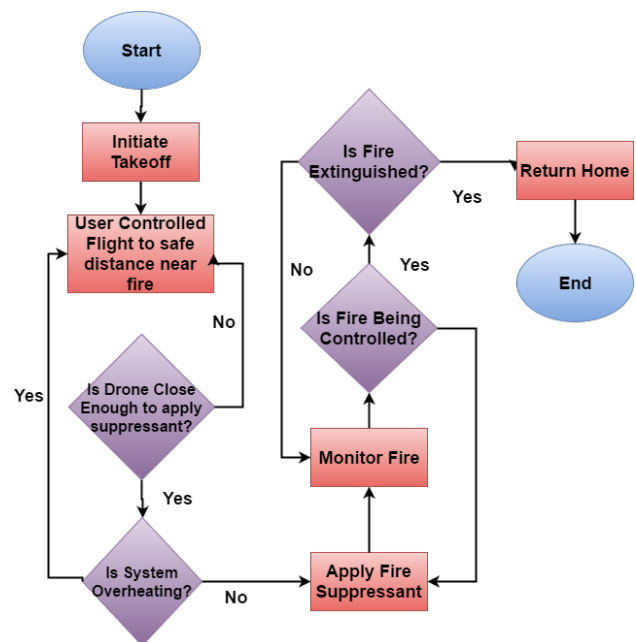 Start
Initiate
Takeoff
User Controlled
Flight to safe
distance near
fire
No
Is Drone Close
Enough to apply
suppressant?
Yes
Yes
Is System
Overheating?
No
Apply Fire
Suppressant
Monitor Fire
Is Fire Being
Controlled?
Yes
No
Is Fire
Extinguished?
Yes
Return Home
End